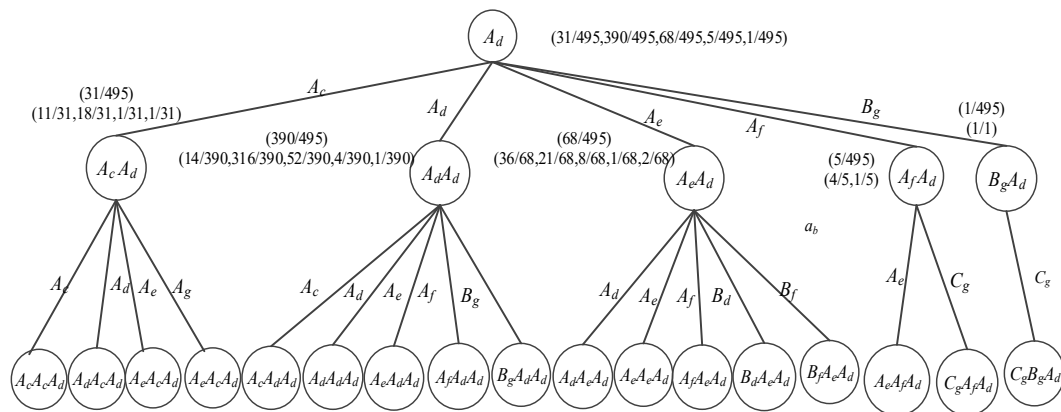 A_d (31/495,390/495,68/495,5/495,1/495)
A_c A_d A_e A_f B_g
(31/495)
(11/31,18/31,1/31,1/31)
(390/495)
(14/390,316/390,52/390,4/390,1/390)
(68/495)
(36/68,21/68,8/68,1/68,2/68)
(5/495)
(4/5,1/5)
(1/495)
(1/1)
A_cA_d A_dA_d A_eA_d A_fA_d B_gA_d
a_b
A_c A_d A_e A_g A_c A_d A_e A_f B_g A_d A_e A_f B_d B_f A_e C_g C_g
A_cA_cA_d A_dA_cA_d A_eA_cA_d A_eA_cA_d A_cA_dA_d A_dA_dA_d A_eA_dA_d A_fA_dA_d B_gA_dA_d A_dA_eA_d A_eA_eA_d A_fA_eA_d B_dA_eA_d B_fA_eA_d A_eA_fA_d C_gA_fA_d C_gB_gA_d